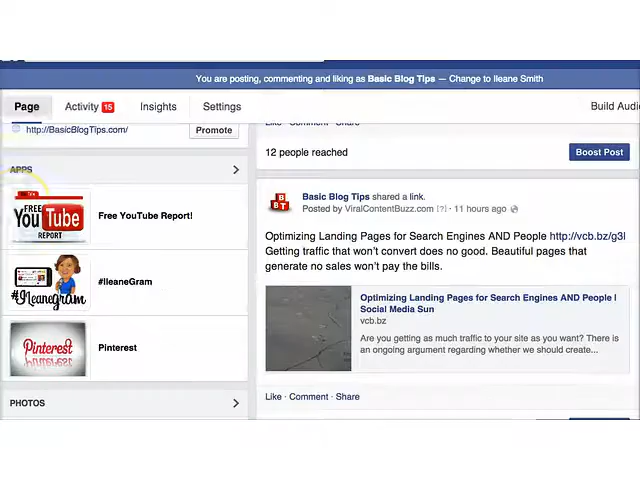 You are posting, commenting and liking as Basic Blog Tips — Change to Ileane Smith
Page Activity 15 Insights Settings
http://BasicBlogTips.com/ Promote
APPS
FREE
YouTube
REPORT
Free YouTube Report!
#Ileanegram
#IleaneGram
Pinterest
Pinterest
PHOTOS
Like · Comment · Share
12 people reached Boost Post
BBT
Basic Blog Tips shared a link.
Posted by ViralContentBuzz.com [?] · 11 hours ago
Optimizing Landing Pages for Search Engines AND People http://vcb.bz/g3l
Getting traffic that won't convert does no good. Beautiful pages that
generate no sales won't pay the bills.
Optimizing Landing Pages for Search Engines AND People |
Social Media Sun
vcb.bz
Are you getting as much traffic to your site as you want? There is
an ongoing argument regarding whether we should create...
Like · Comment · Share